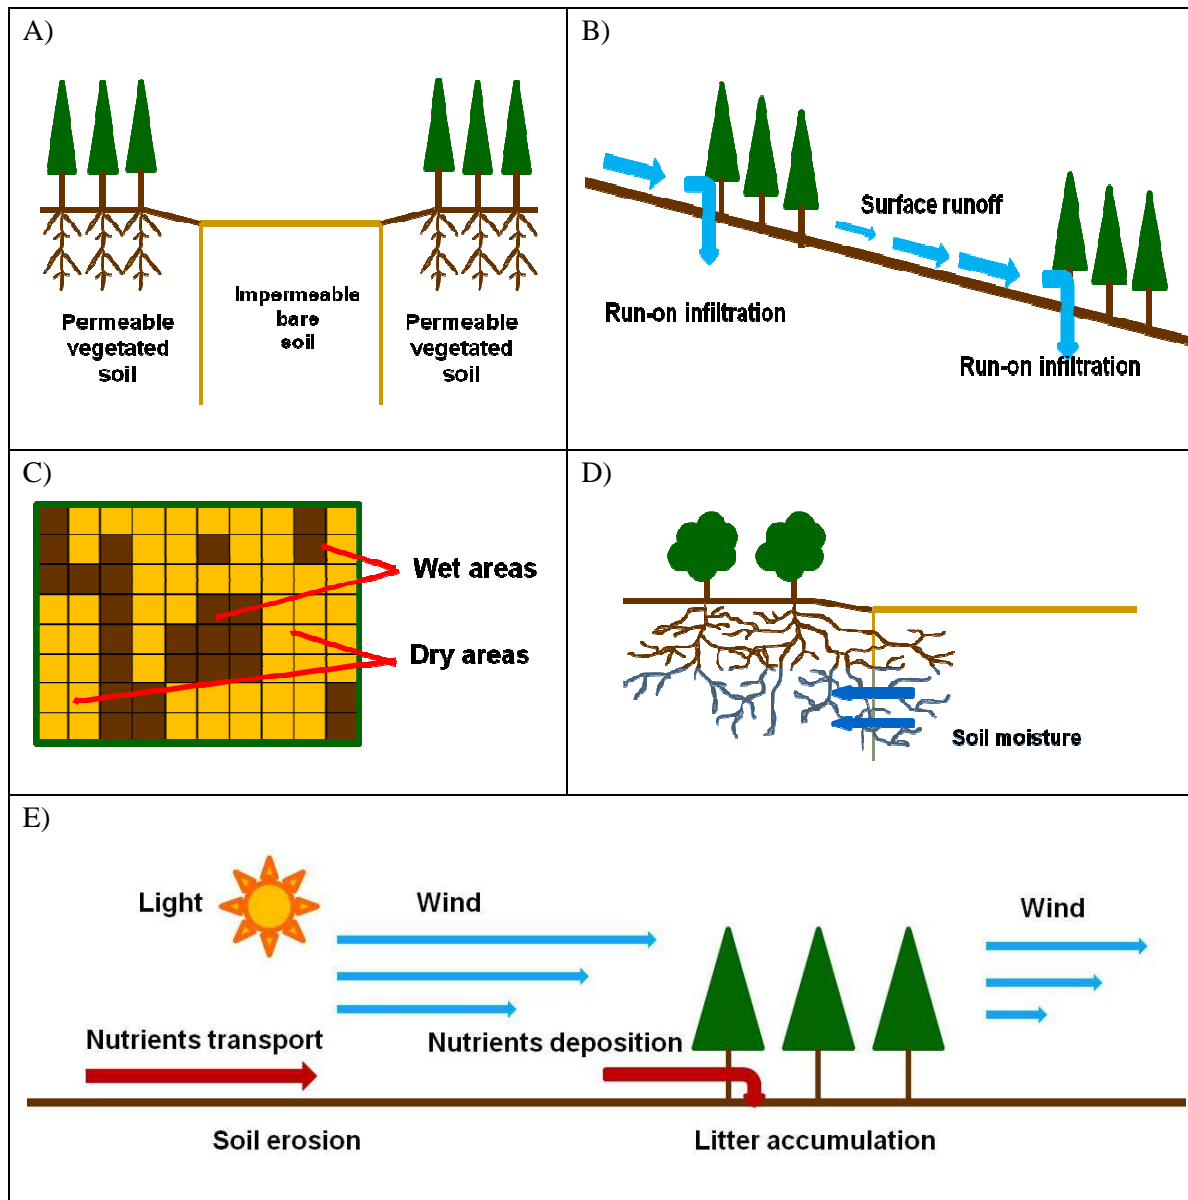 A)
Impermeable
bare
soil
Permeable
vegetated
soil
Permeable
vegetated
soil
B)
Surface runoff
Run-on infiltration
Run-on infiltration
C)
Wet areas
Dry areas
D)
Soil moisture
E)
Light
Wind
Wind
Nutrients transport
Nutrients deposition
Soil erosion
Litter accumulation